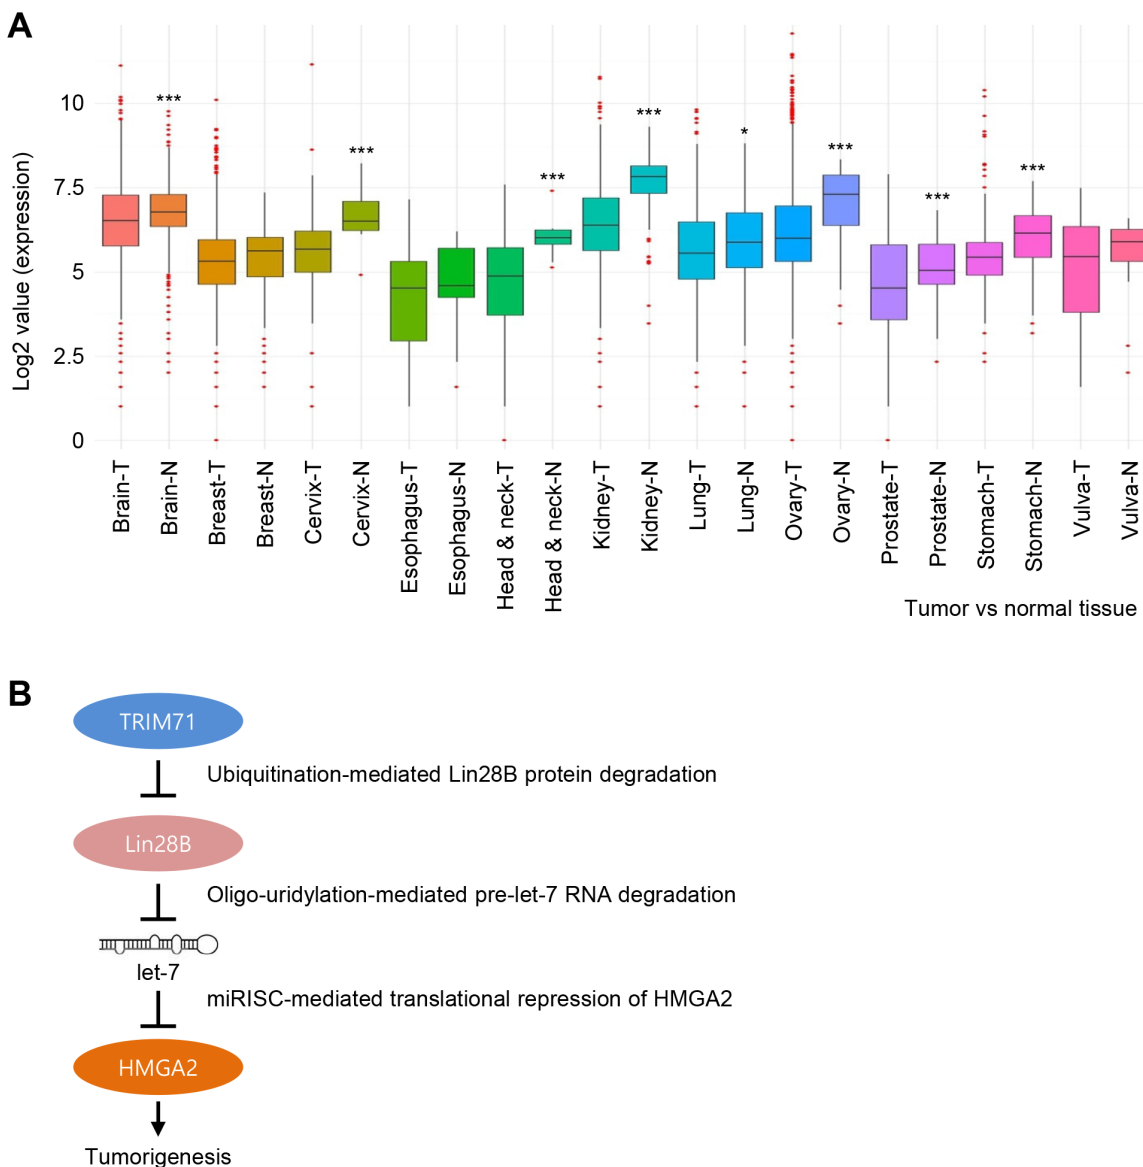 A
Log2 value (expression)
10
7.5
5
2.5
0
***
***
***
***
*
***
***
***
Brain-T
Brain-N
Breast-T
Breast-N
Cervix-T
Cervix-N
Esophagus-T
Esophagus-N
Head & neck-T
Head & neck-N
Kidney-T
Kidney-N
Lung-T
Lung-N
Ovary-T
Ovary-N
Prostate-T
Prostate-N
Stomach-T
Stomach-N
Vulva-T
Vulva-N
Tumor vs normal tissue
B
TRIM71
Ubiquitination-mediated Lin28B protein degradation
Lin28B
Oligo-uridylation-mediated pre-let-7 RNA degradation
let-7
miRISC-mediated translational repression of HMGA2
HMGA2
Tumorigenesis